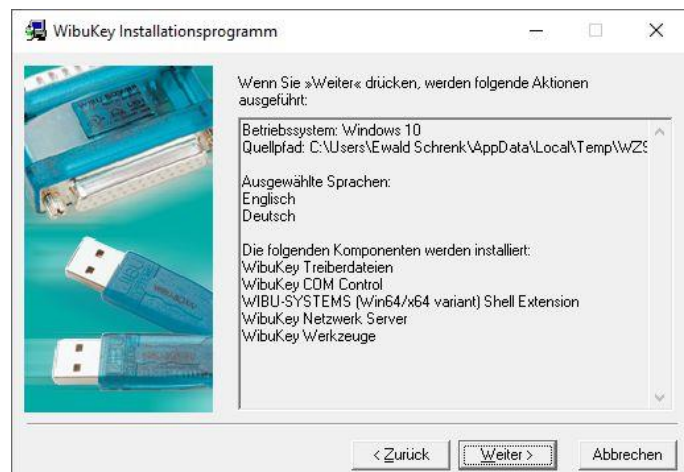 WibuKey Installationsprogramm
Wenn Sie »Weiter« drücken, werden folgende Aktionen
ausgeführt:
Betriebssystem: Windows 10
Quellpfad: C:\Users\Ewald Schrenk\AppData\Local\Temp\WZS
Ausgewählte Sprachen:
Englisch
Deutsch
Die folgenden Komponenten werden installiert:
WibuKey Treiberdateien
WibuKey COM Control
WIBU-SYSTEMS (Win64/x64 variant) Shell Extension
WibuKey Netzwerk Server
WibuKey Werkzeuge
< Zurück
Weiter >
Abbrechen